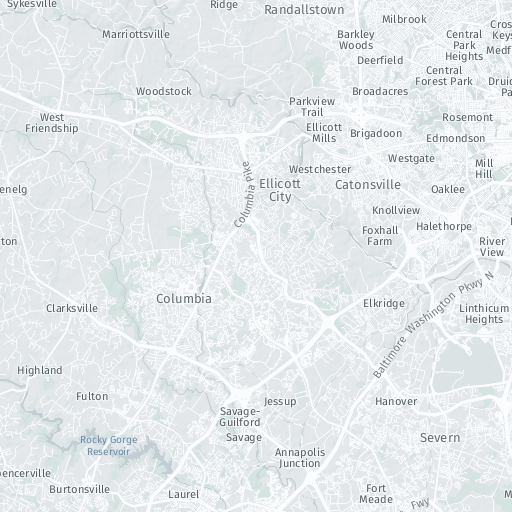 Sykesville
Ridge
Randallstown
Milbrook
Marriottsville
Barkley
Woods
Central
Park
Heights
Deerfield
Central
Forest Park
Woodstock
Broadacres
Parkview
Trail
West
Friendship
Ellicott
Mills
Brigadoon
Rosemont
Edmondson
Westgate
Mill
Hill
Westchester
Ellicott
City
Catonsville
Oaklee
Columbia Pike
Knollview
Foxhall
Farm
Halethorpe
River
View
Columbia
Clarksville
Elkridge
Baltimore Washington Pkwy N
Linthicum
Heights
Highland
Fulton
Jessup
Hanover
Savage-
Guilford
Savage
Severn
Rocky Gorge
Reservoir
Annapolis
Junction
Burtonsville
Laurel
Fort
Meade